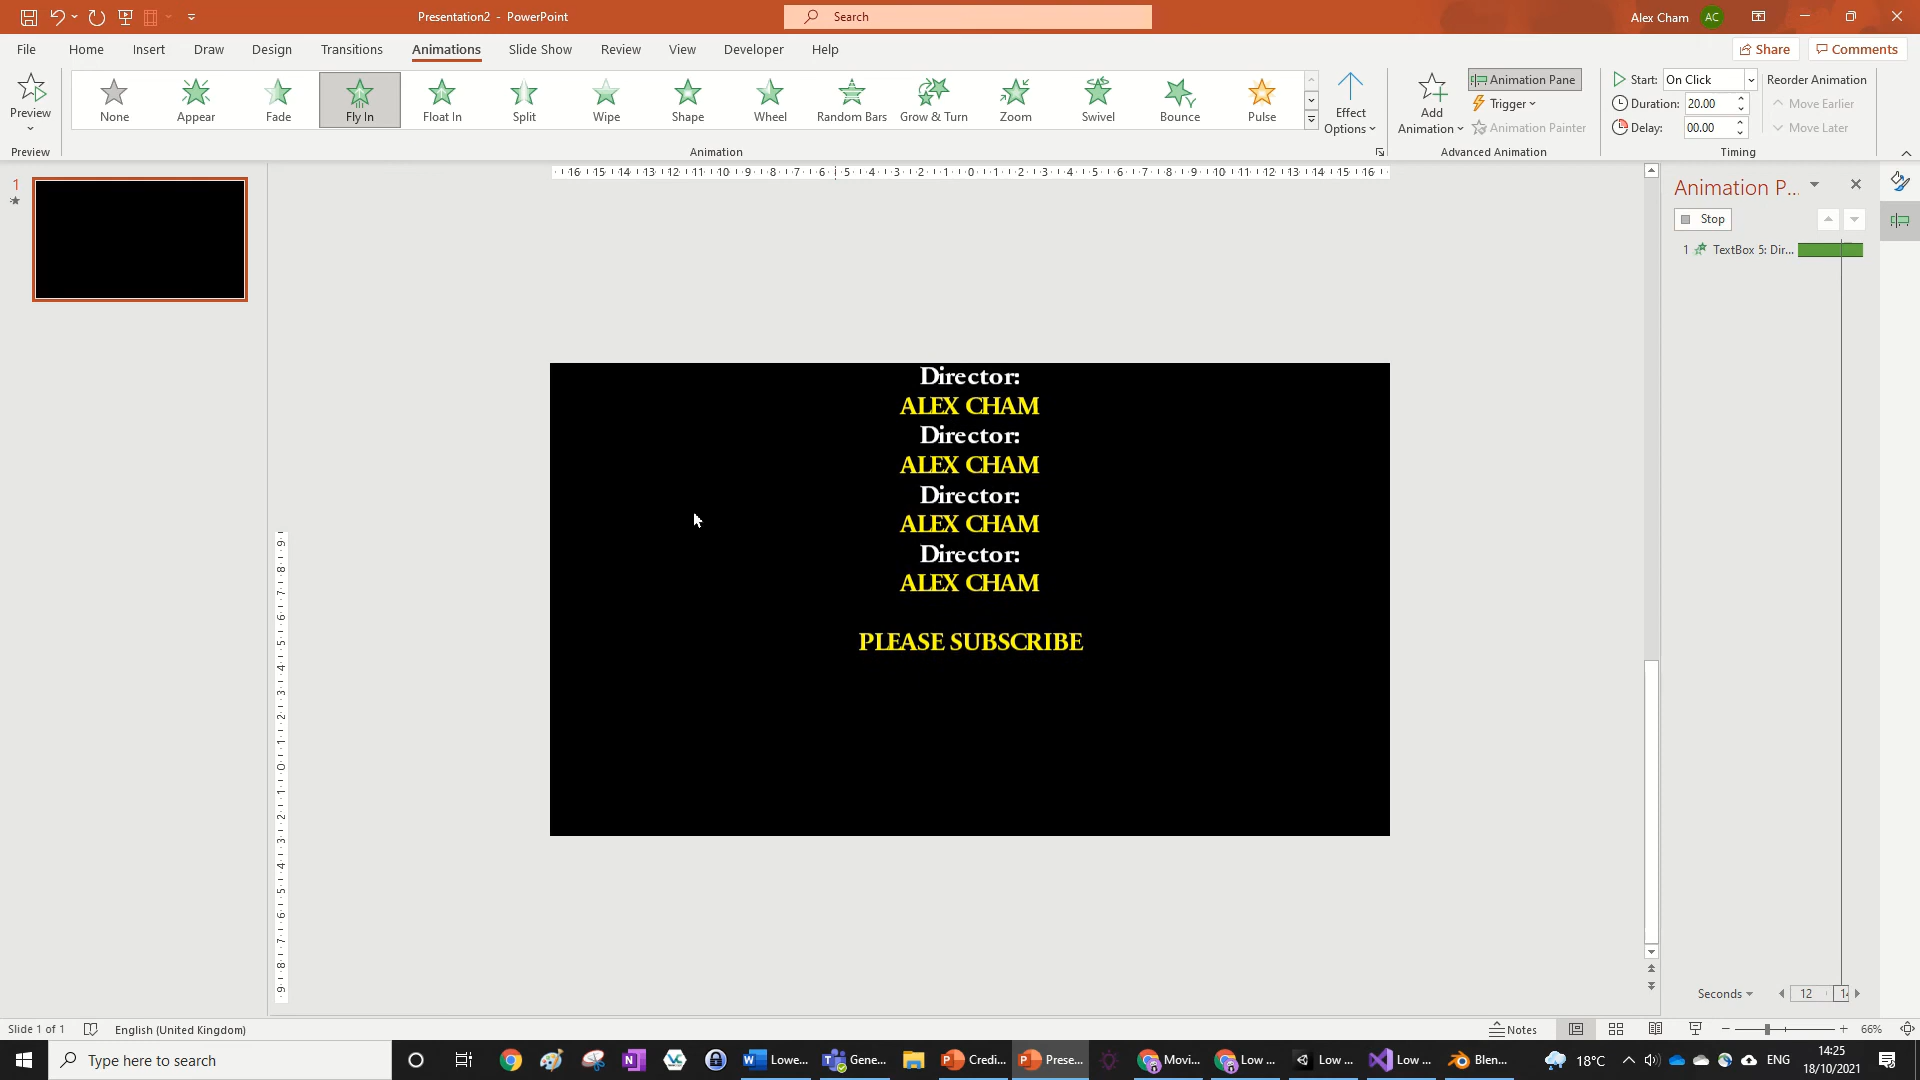 Presentation2 - PowerPoint
Search
Alex Cham AC
File Home Insert Draw Design Transitions Animations Slide Show Review View Developer Help
Share Comments
Preview
None Appear Fade Fly In Float In Split Wipe Shape Wheel Random Bars Grow & Turn Zoom Swivel Bounce Pulse
Effect Options
Add Animation
Animation Pane
Trigger
Animation Painter
Start: On Click
Duration: 20.00
Delay: 00.00
Reorder Animation
Move Earlier
Move Later
Preview Animation Advanced Animation Timing
1
Animation P...
Stop
1 TextBox 5: Dir...
Director:
ALEX CHAM
Director:
ALEX CHAM
Director:
ALEX CHAM
Director:
ALEX CHAM
PLEASE SUBSCRIBE
Seconds 12
Slide 1 of 1 English (United Kingdom) Notes 66%
Type here to search
Lowe... Gene... Credi... Prese... Movi... Low ... Low ... Low ... Blen...
18°C ENG
14:25
18/10/2021